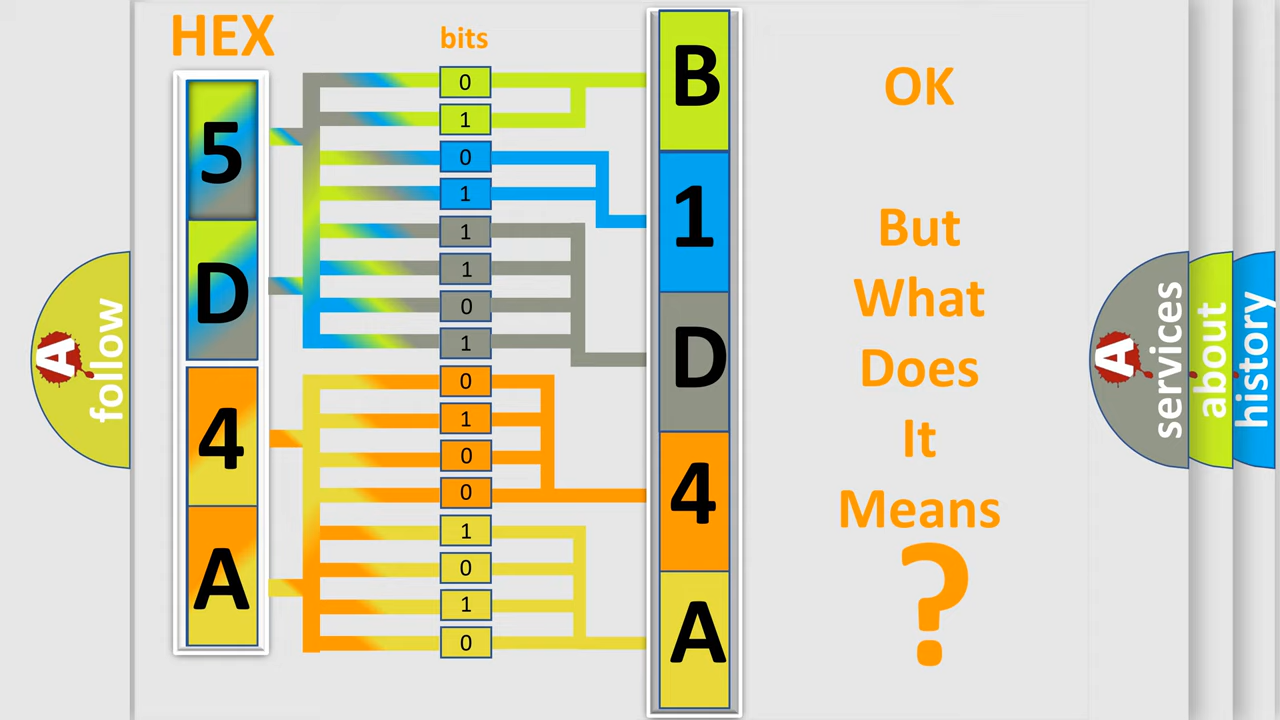 HEX
5
D
4
A
bits
0
1
0
1
1
1
0
1
0
1
0
0
1
0
1
0
B
1
D
4
A
OK
But
What
Does
It
Means
?
A
follow
A
services
about
history